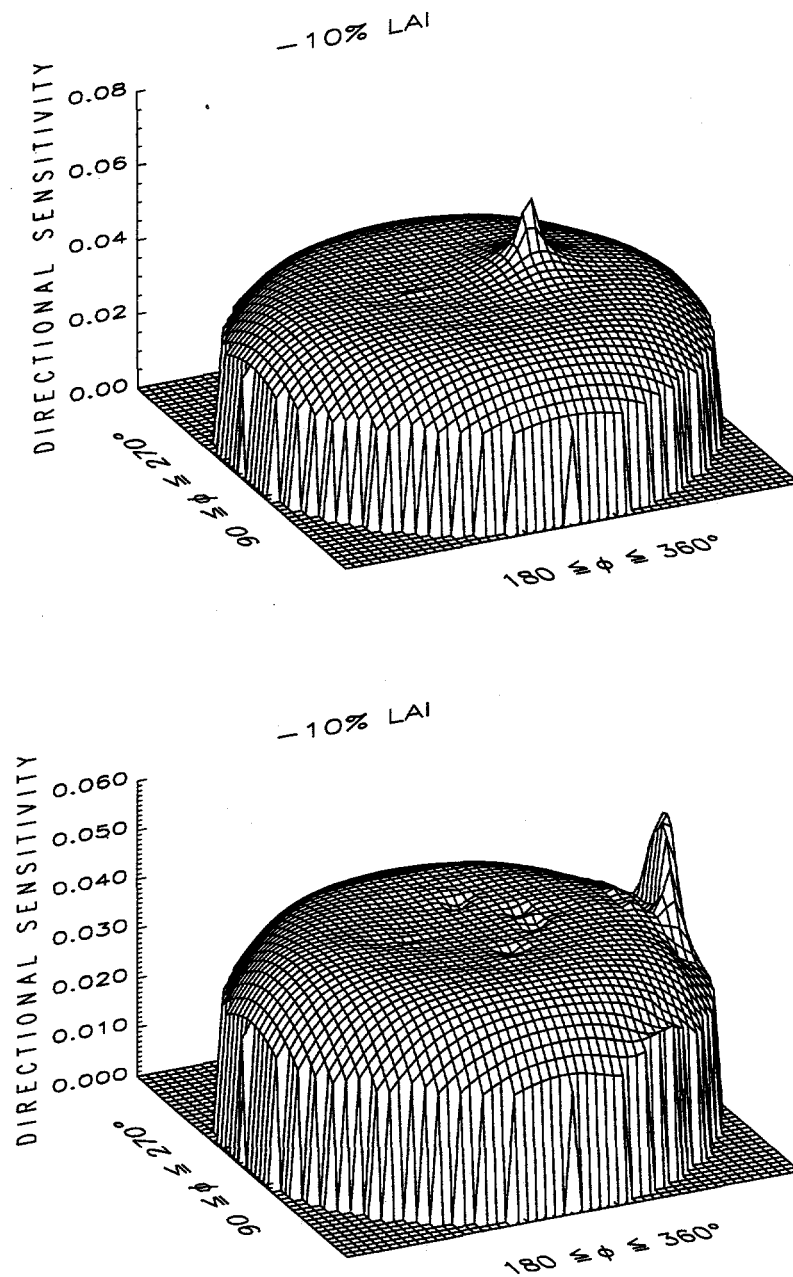 −10% LAI
DIRECTIONAL SENSITIVITY
0.08
0.06
0.04
0.02
0.00
90 ≦ ϕ ≦ 270°
180 ≦ ϕ ≦ 360°
−10% LAI
DIRECTIONAL SENSITIVITY
0.060
0.050
0.040
0.030
0.020
0.010
0.000
90 ≦ ϕ ≦ 270°
180 ≦ ϕ ≦ 360°